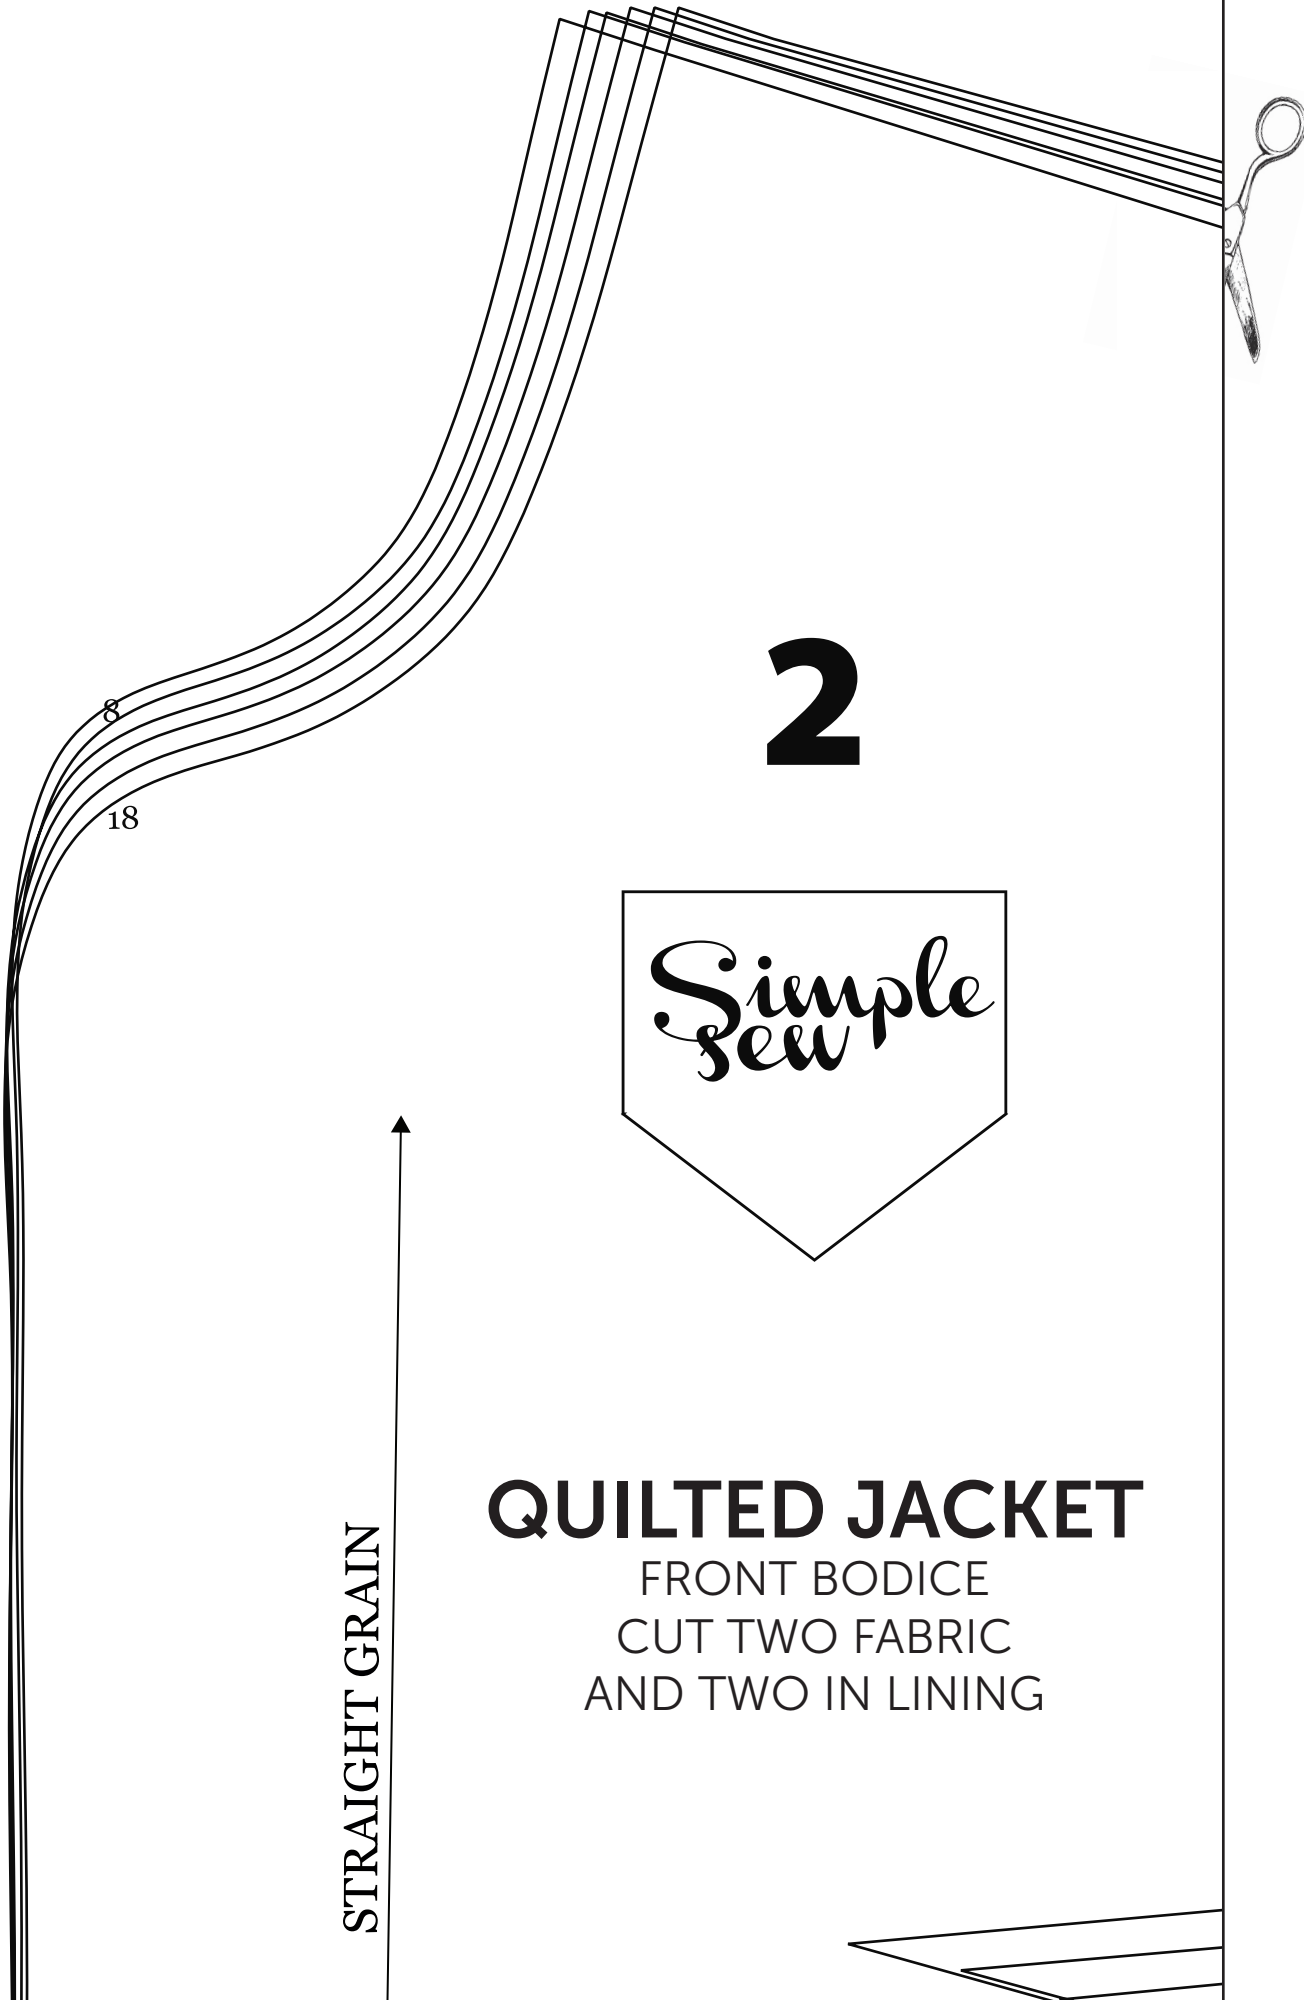 8
18
2
Simple
sew
STRAIGHT GRAIN
QUILTED JACKET
FRONT BODICE
CUT TWO FABRIC
AND TWO IN LINING